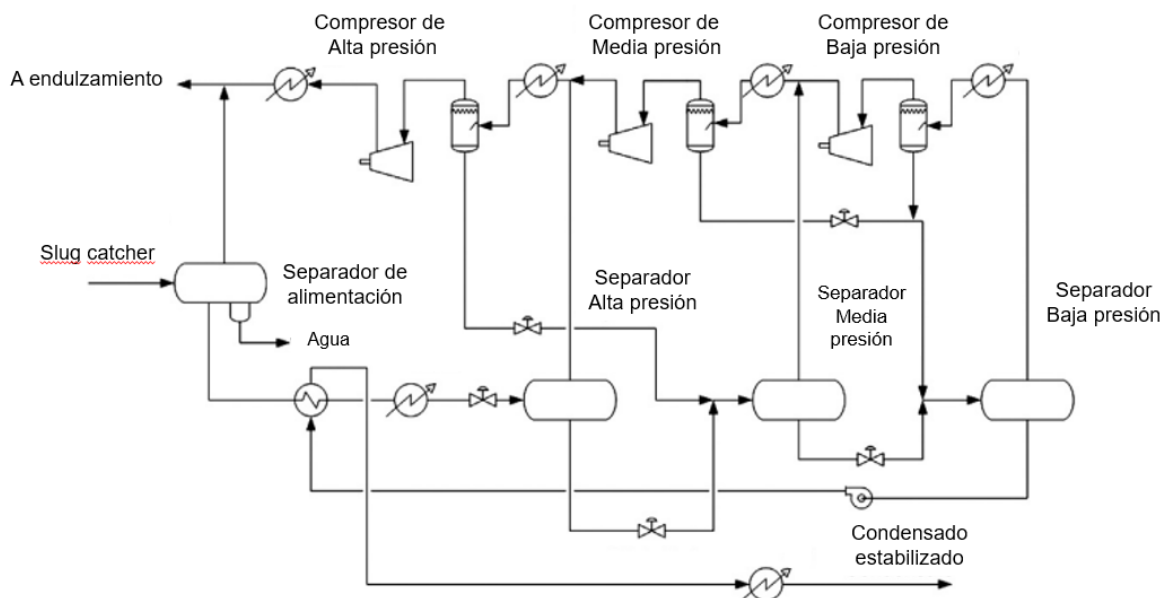 Compresor de
Alta presión
Compresor de
Media presión
Compresor de
Baja presión
A endulzamiento
Slug catcher
Separador de
alimentación
Agua
Separador
Alta presión
Separador
Media
presión
Separador
Baja presión
Condensado
estabilizado